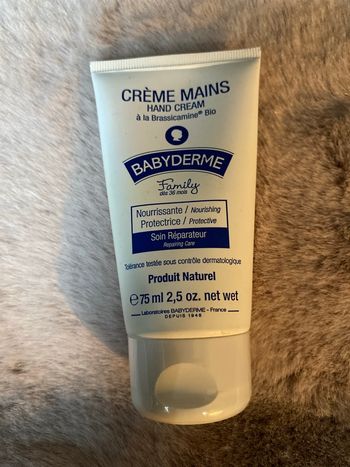 CRÈME MAINS
HAND CREAM
à la Brassicamine® Bio
BABYDERME
Family
dès 36 mois
Nourrissante / Nourishing
Protectrice / Protective
Soin Réparateur
Repairing Care
Tolérance testée sous contrôle dermatologique
Produit Naturel
℮75 ml 2,5 oz. net wet
Laboratoires BABYDERME - France
DEPUIS 1948